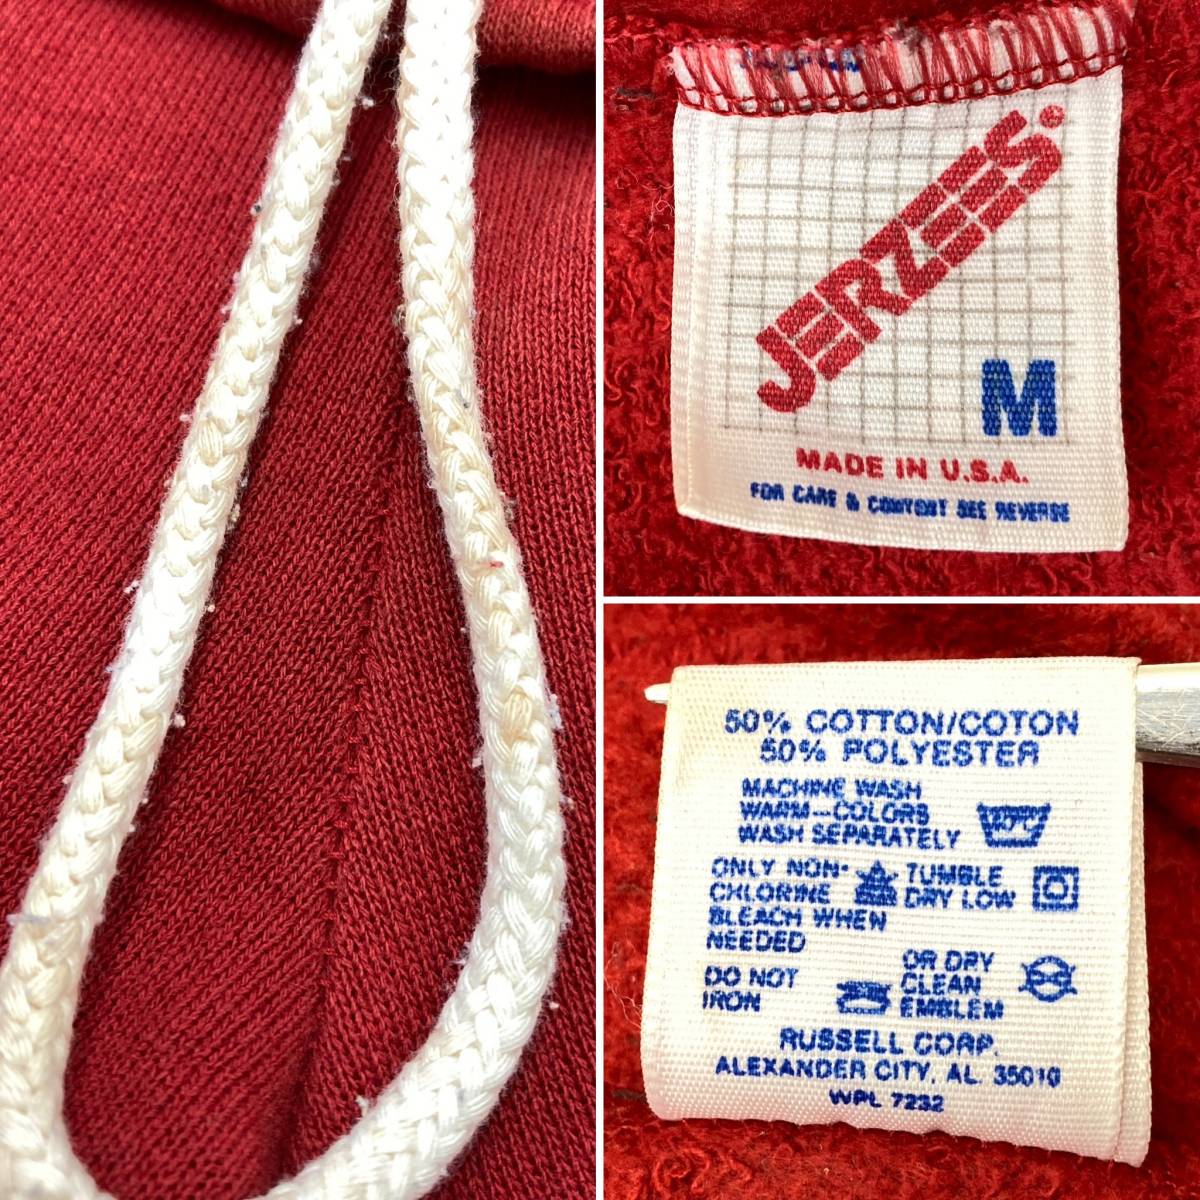 JERZEES®
M
MADE IN U.S.A.
FOR CARE & CONTENT SEE REVERSE
50% COTTON/COTON
50% POLYESTER
MACHINE WASH
WARM-COLORS
WASH SEPARATELY
ONLY NON-
CHLORINE
BLEACH WHEN
NEEDED
TUMBLE
DRY LOW
DO NOT
IRON
OR DRY
CLEAN
EMBLEM
RUSSELL CORP.
ALEXANDER CITY, AL 35010
WPL 7232